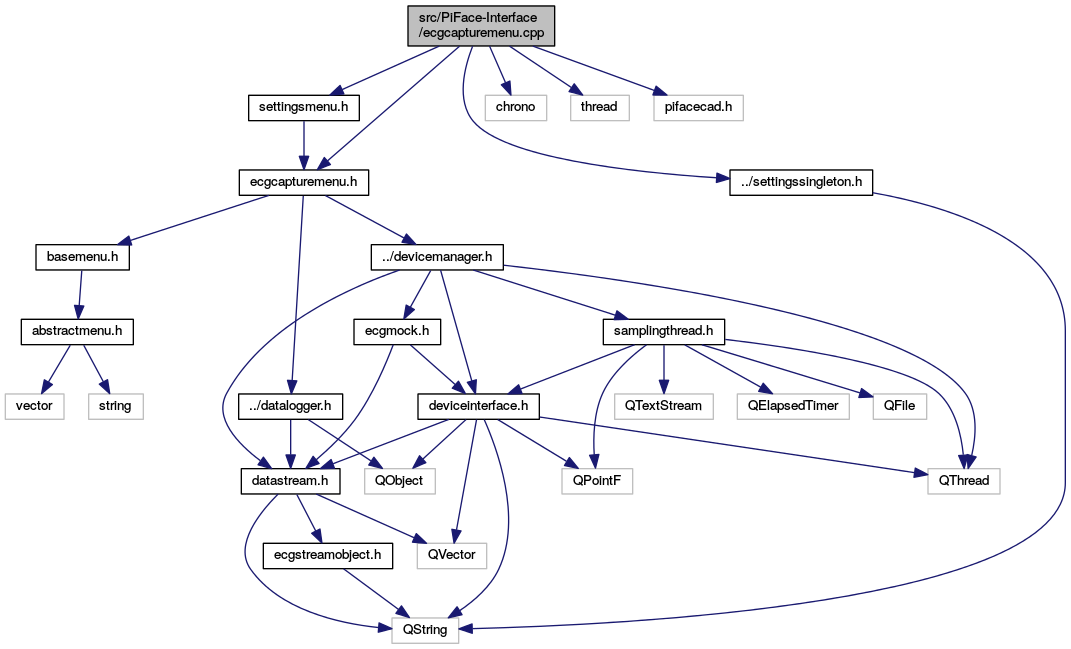 src/PiFace-Interface
/ecgcapturemenu.cpp
settingsmenu.h
chrono
thread
pifacecad.h
ecgcapturemenu.h
../settingssingleton.h
basemenu.h
../devicemanager.h
abstractmenu.h
ecgmock.h
samplingthread.h
vector
string
../datalogger.h
deviceinterface.h
QTextStream
QElapsedTimer
QFile
datastream.h
QObject
QPointF
QThread
ecgstreamobject.h
QVector
QString